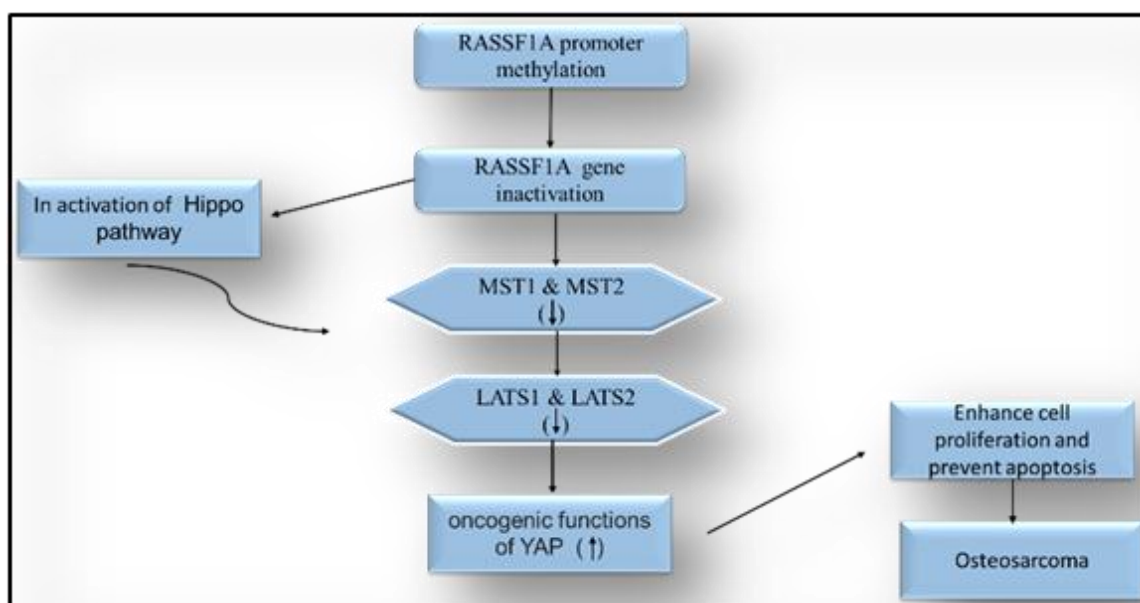 RASSF1A promoter
methylation
RASSF1A gene
inactivation
In activation of Hippo
pathway
MST1 & MST2
(↓)
LATS1 & LATS2
(↓)
oncogenic functions
of YAP (↑)
Enhance cell
proliferation and
prevent apoptosis
Osteosarcoma